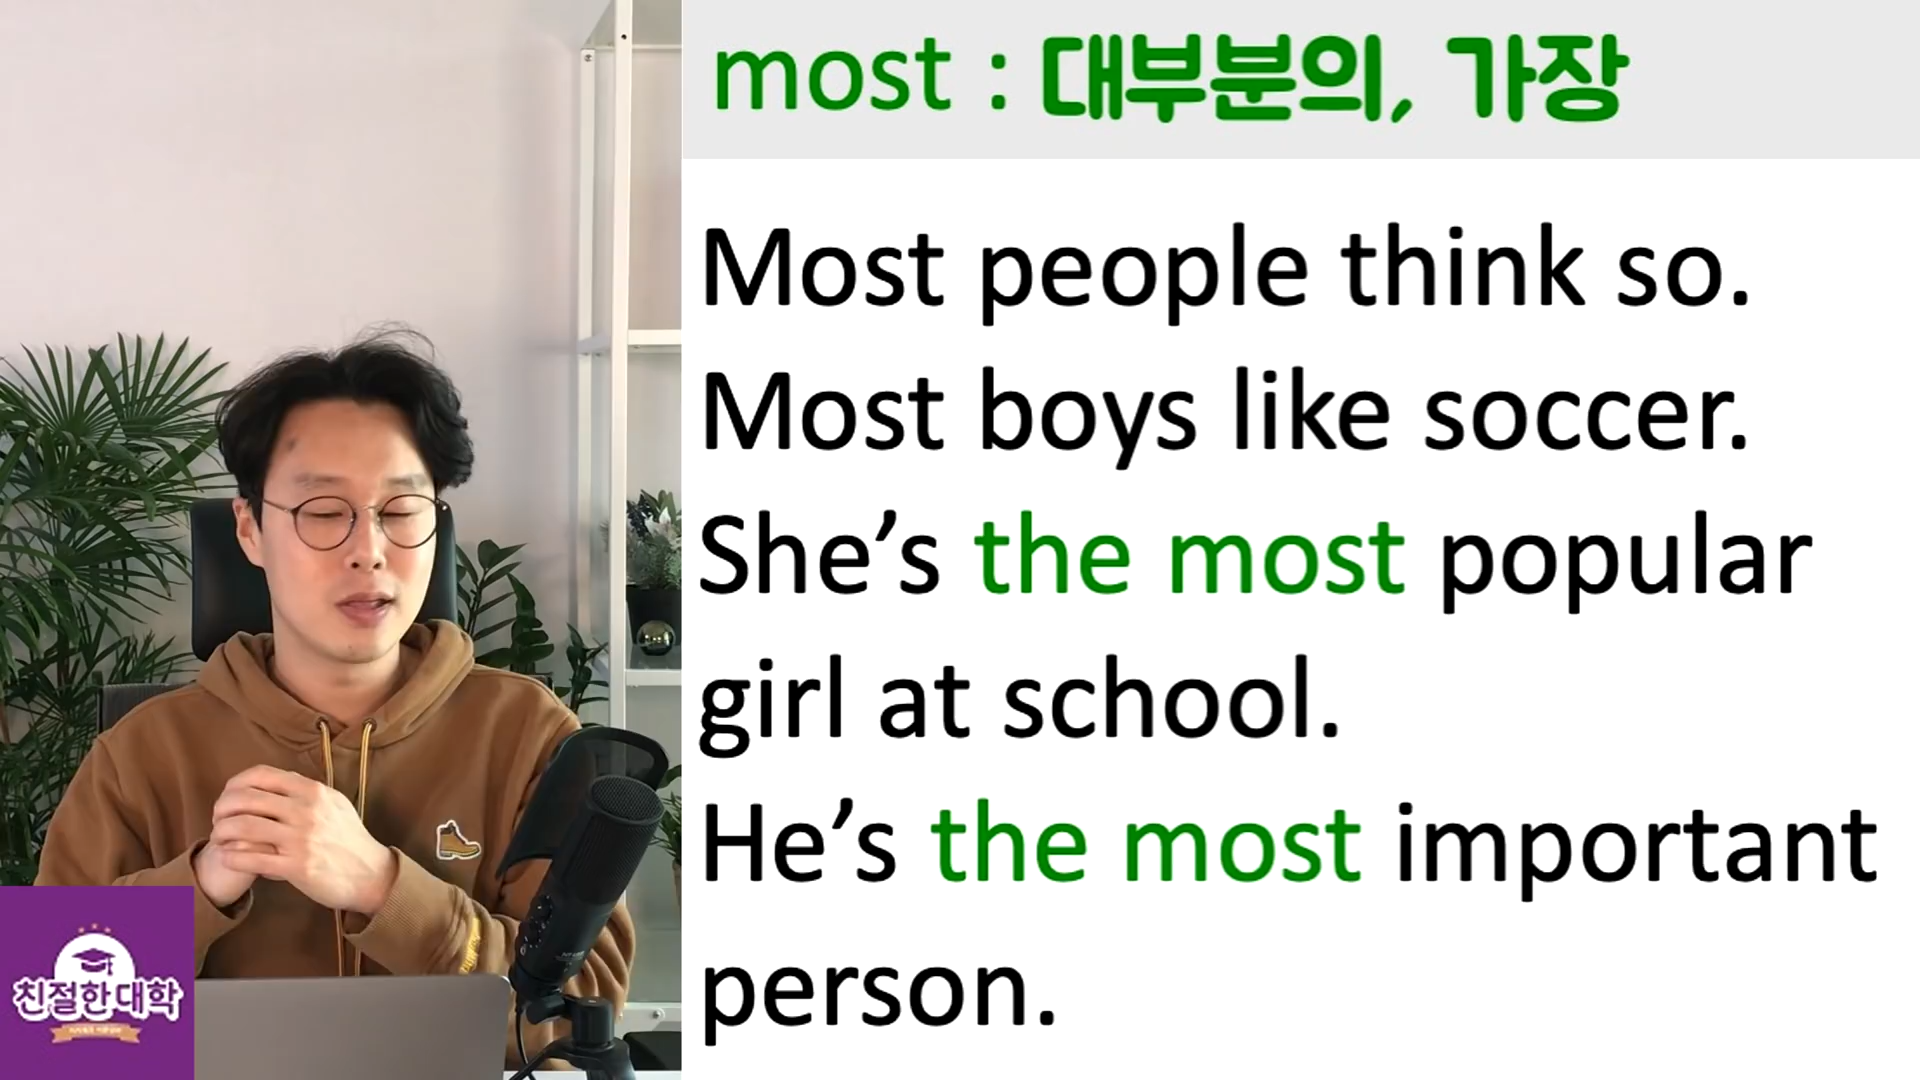 most : 대부분의, 가장
Most people think so.
Most boys like soccer.
She’s the most popular
girl at school.
He’s the most important
person.
친절한대학